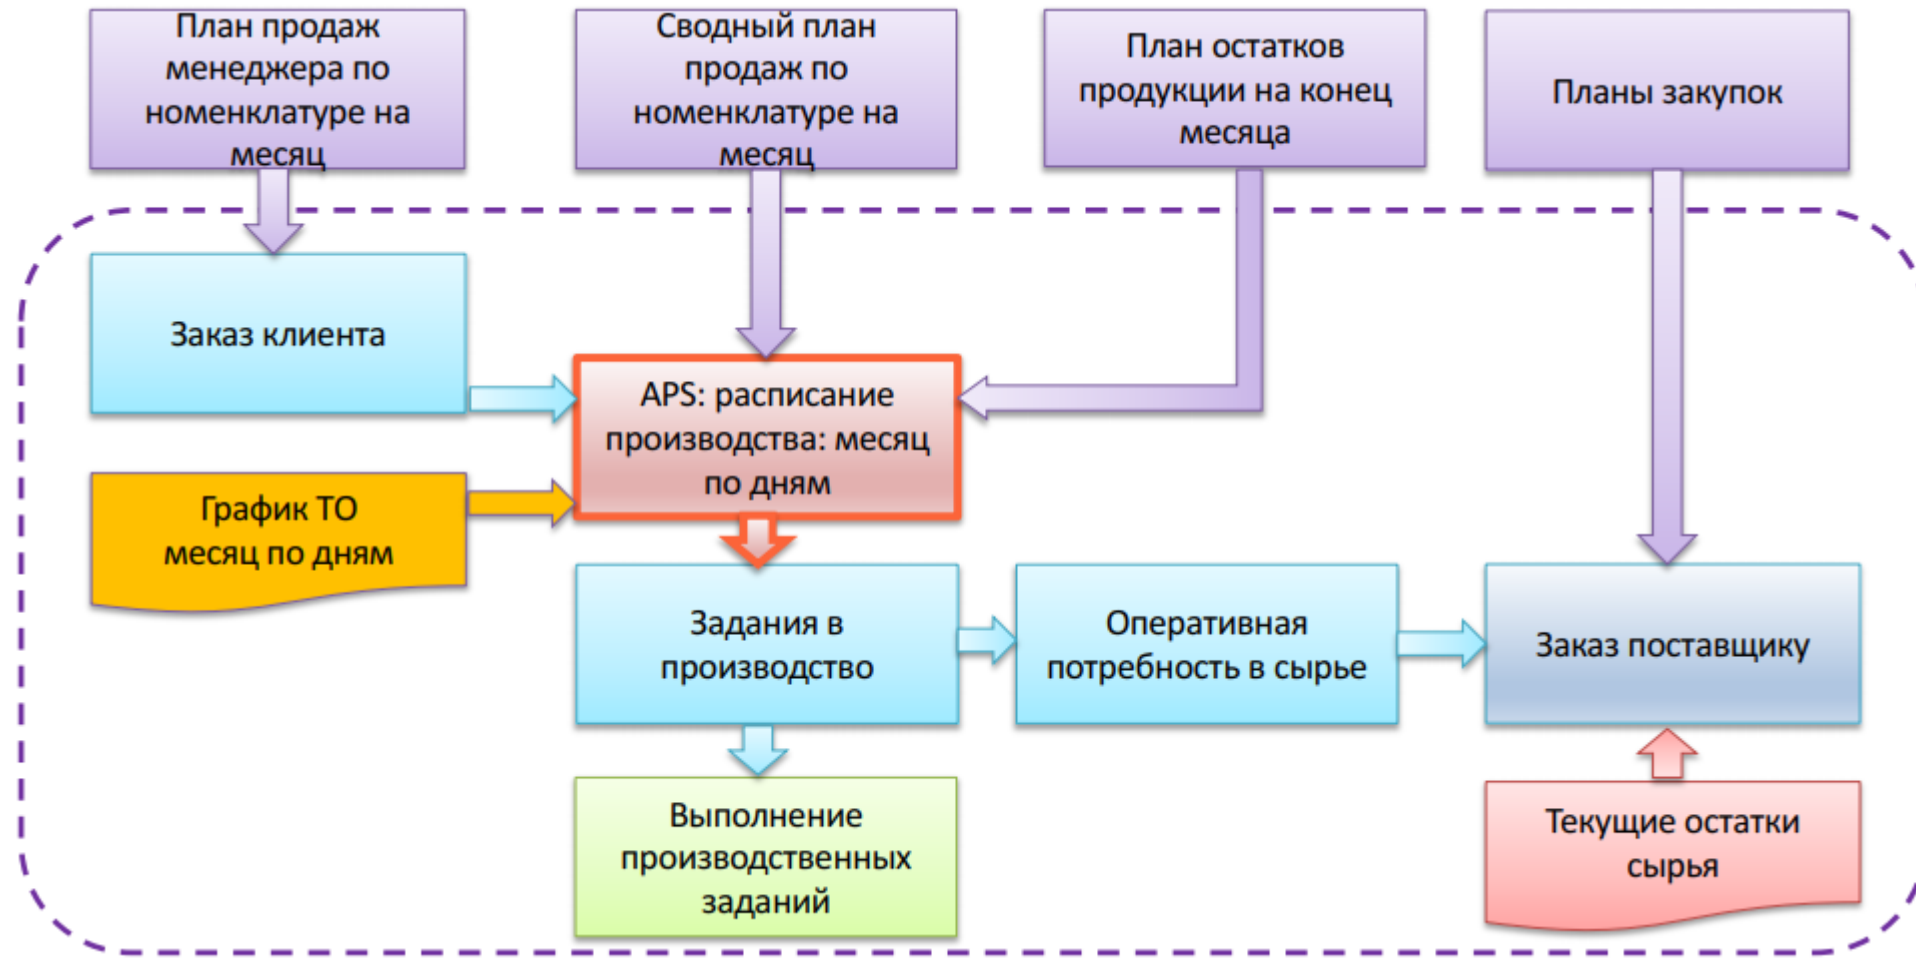 План продаж
менеджера по
номенклатуре на
месяц
Сводный план
продаж по
номенклатуре на
месяц
План остатков
продукции на конец
месяца
Планы закупок
Заказ клиента
APS: расписание
производства: месяц
по дням
График ТО
месяц по дням
Задания в
производство
Оперативная
потребность в сырье
Заказ поставщику
Выполнение
производственных
заданий
Текущие остатки
сырья